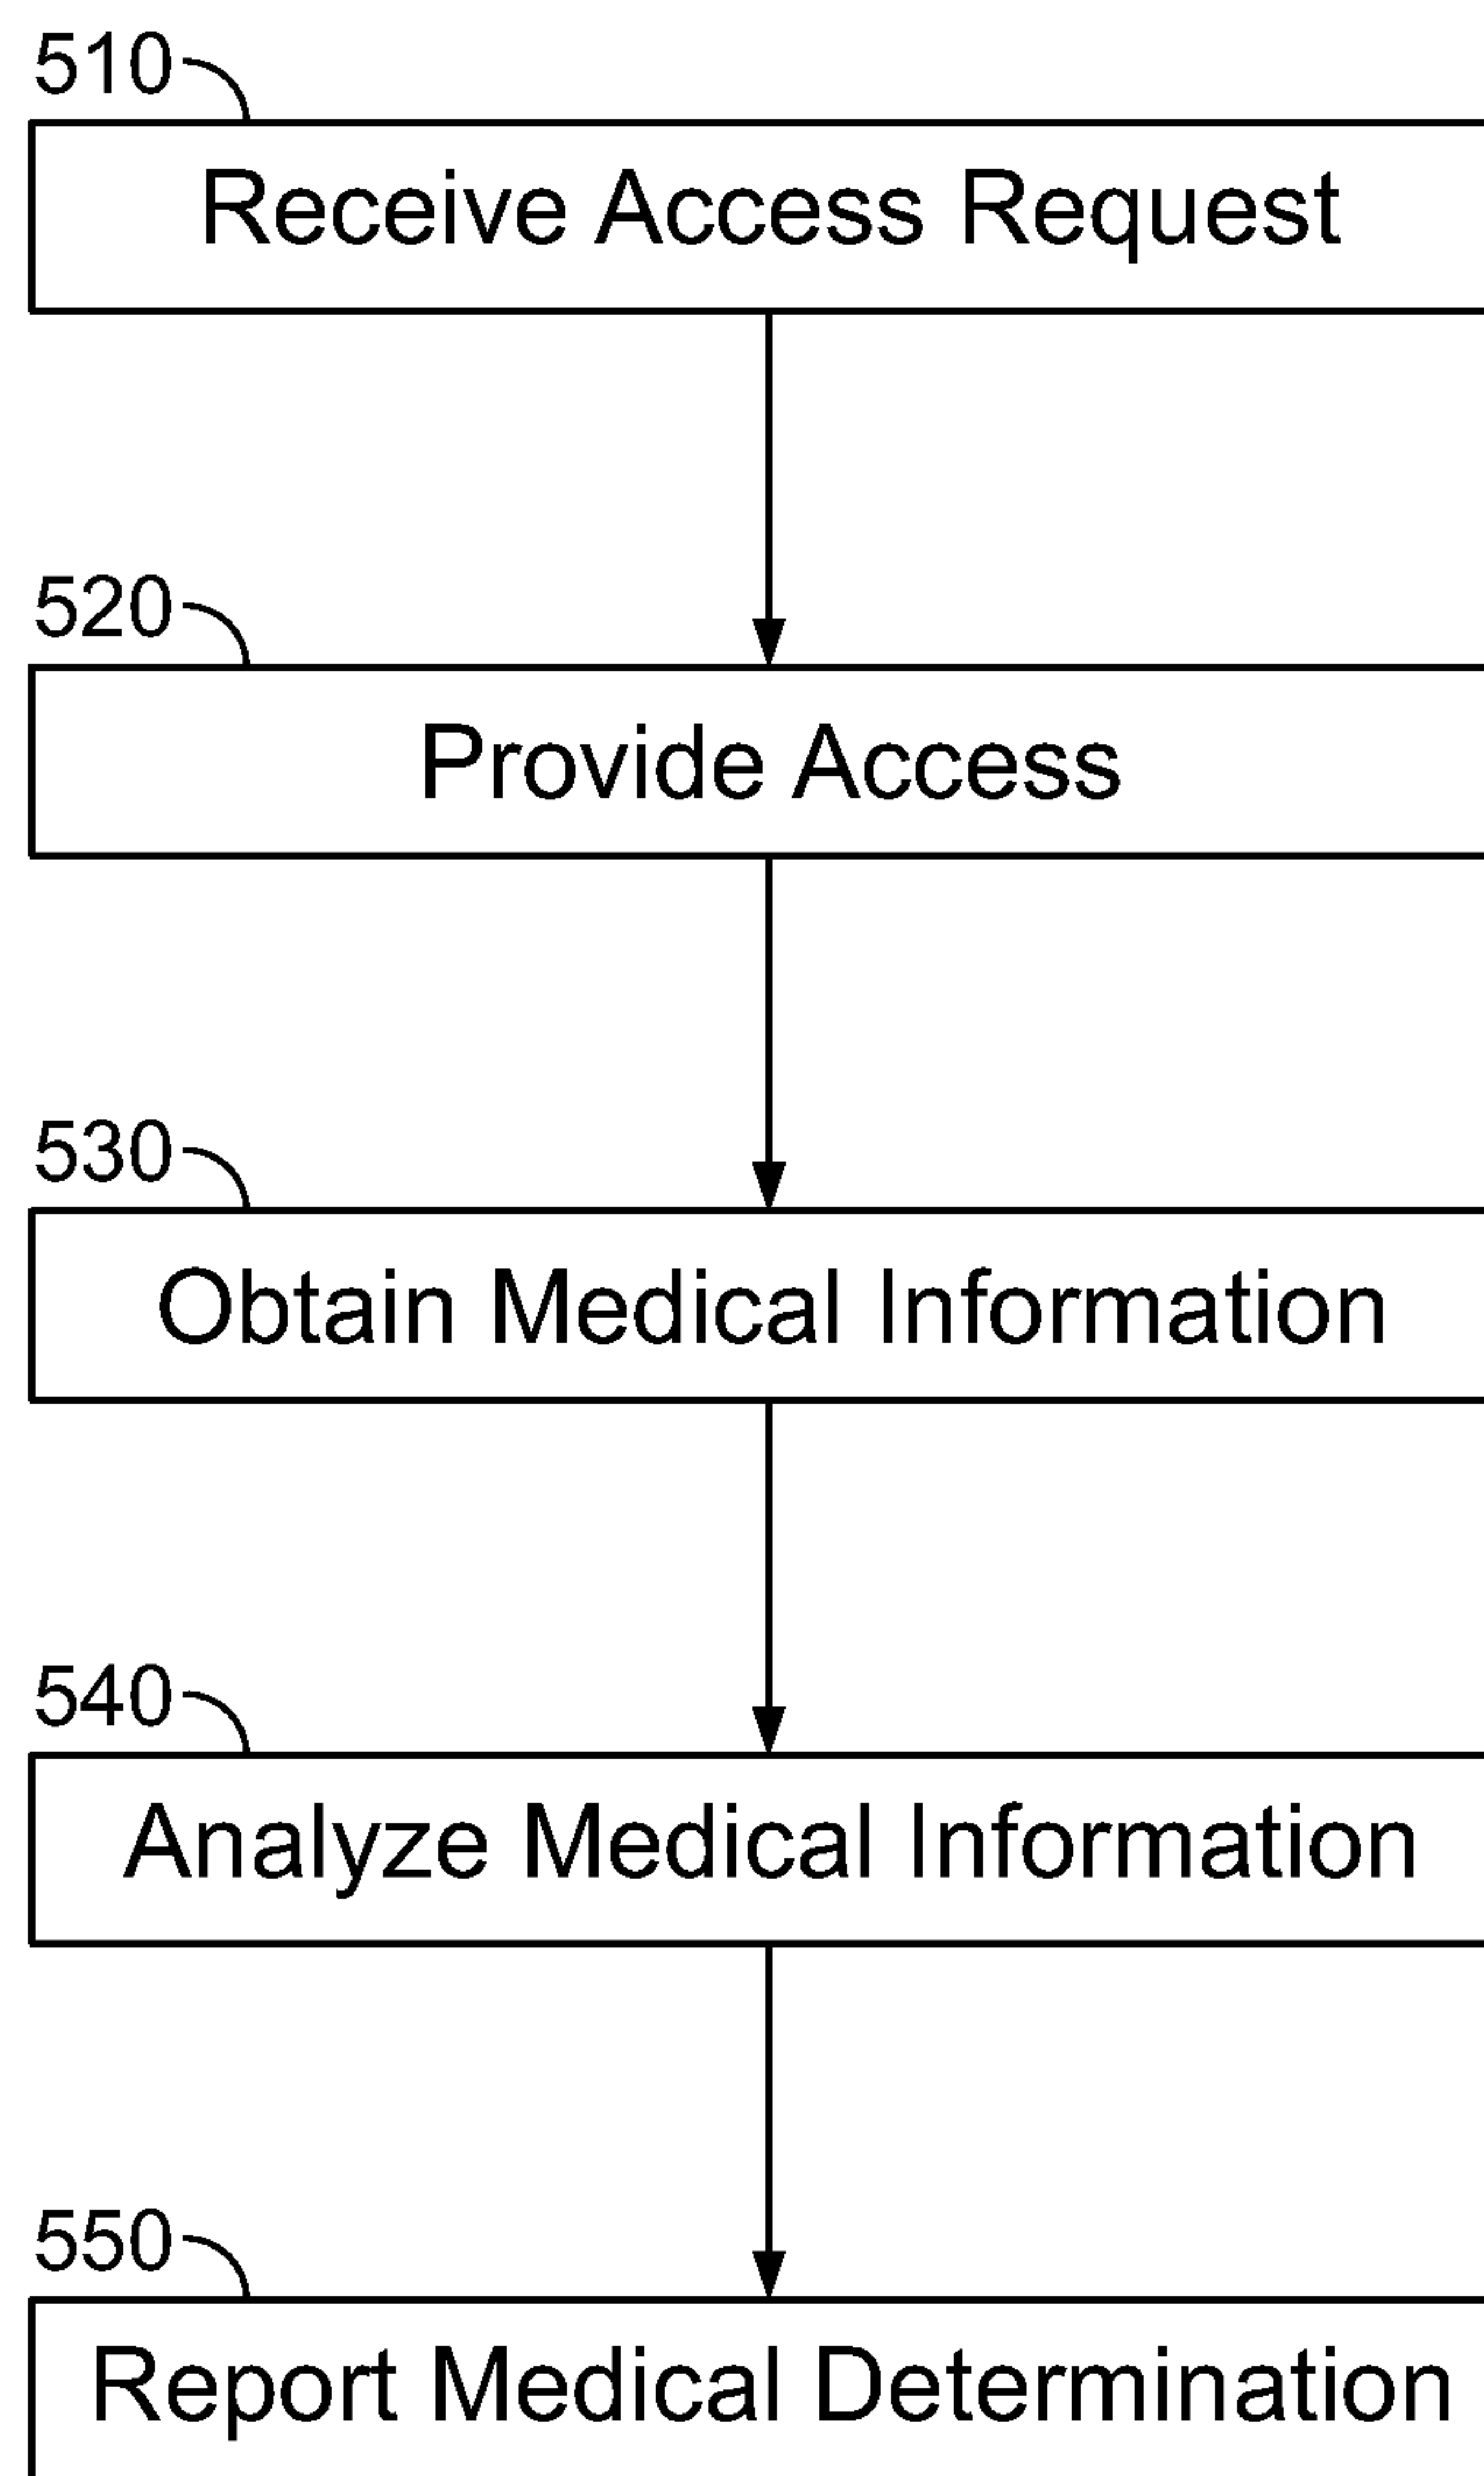 510
Receive Access Request
520
Provide Access
530
Obtain Medical Information
540
Analyze Medical Information
550
Report Medical Determination